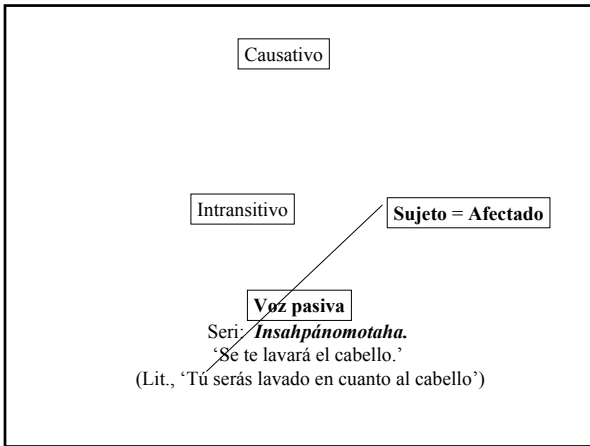 Causativo
Intransitivo
Sujeto = Afectado
Voz pasiva
Seri: Insahpánomotaha.
‘Se te lavará el cabello.’
(Lit., ‘Tú serás lavado en cuanto al cabello’)